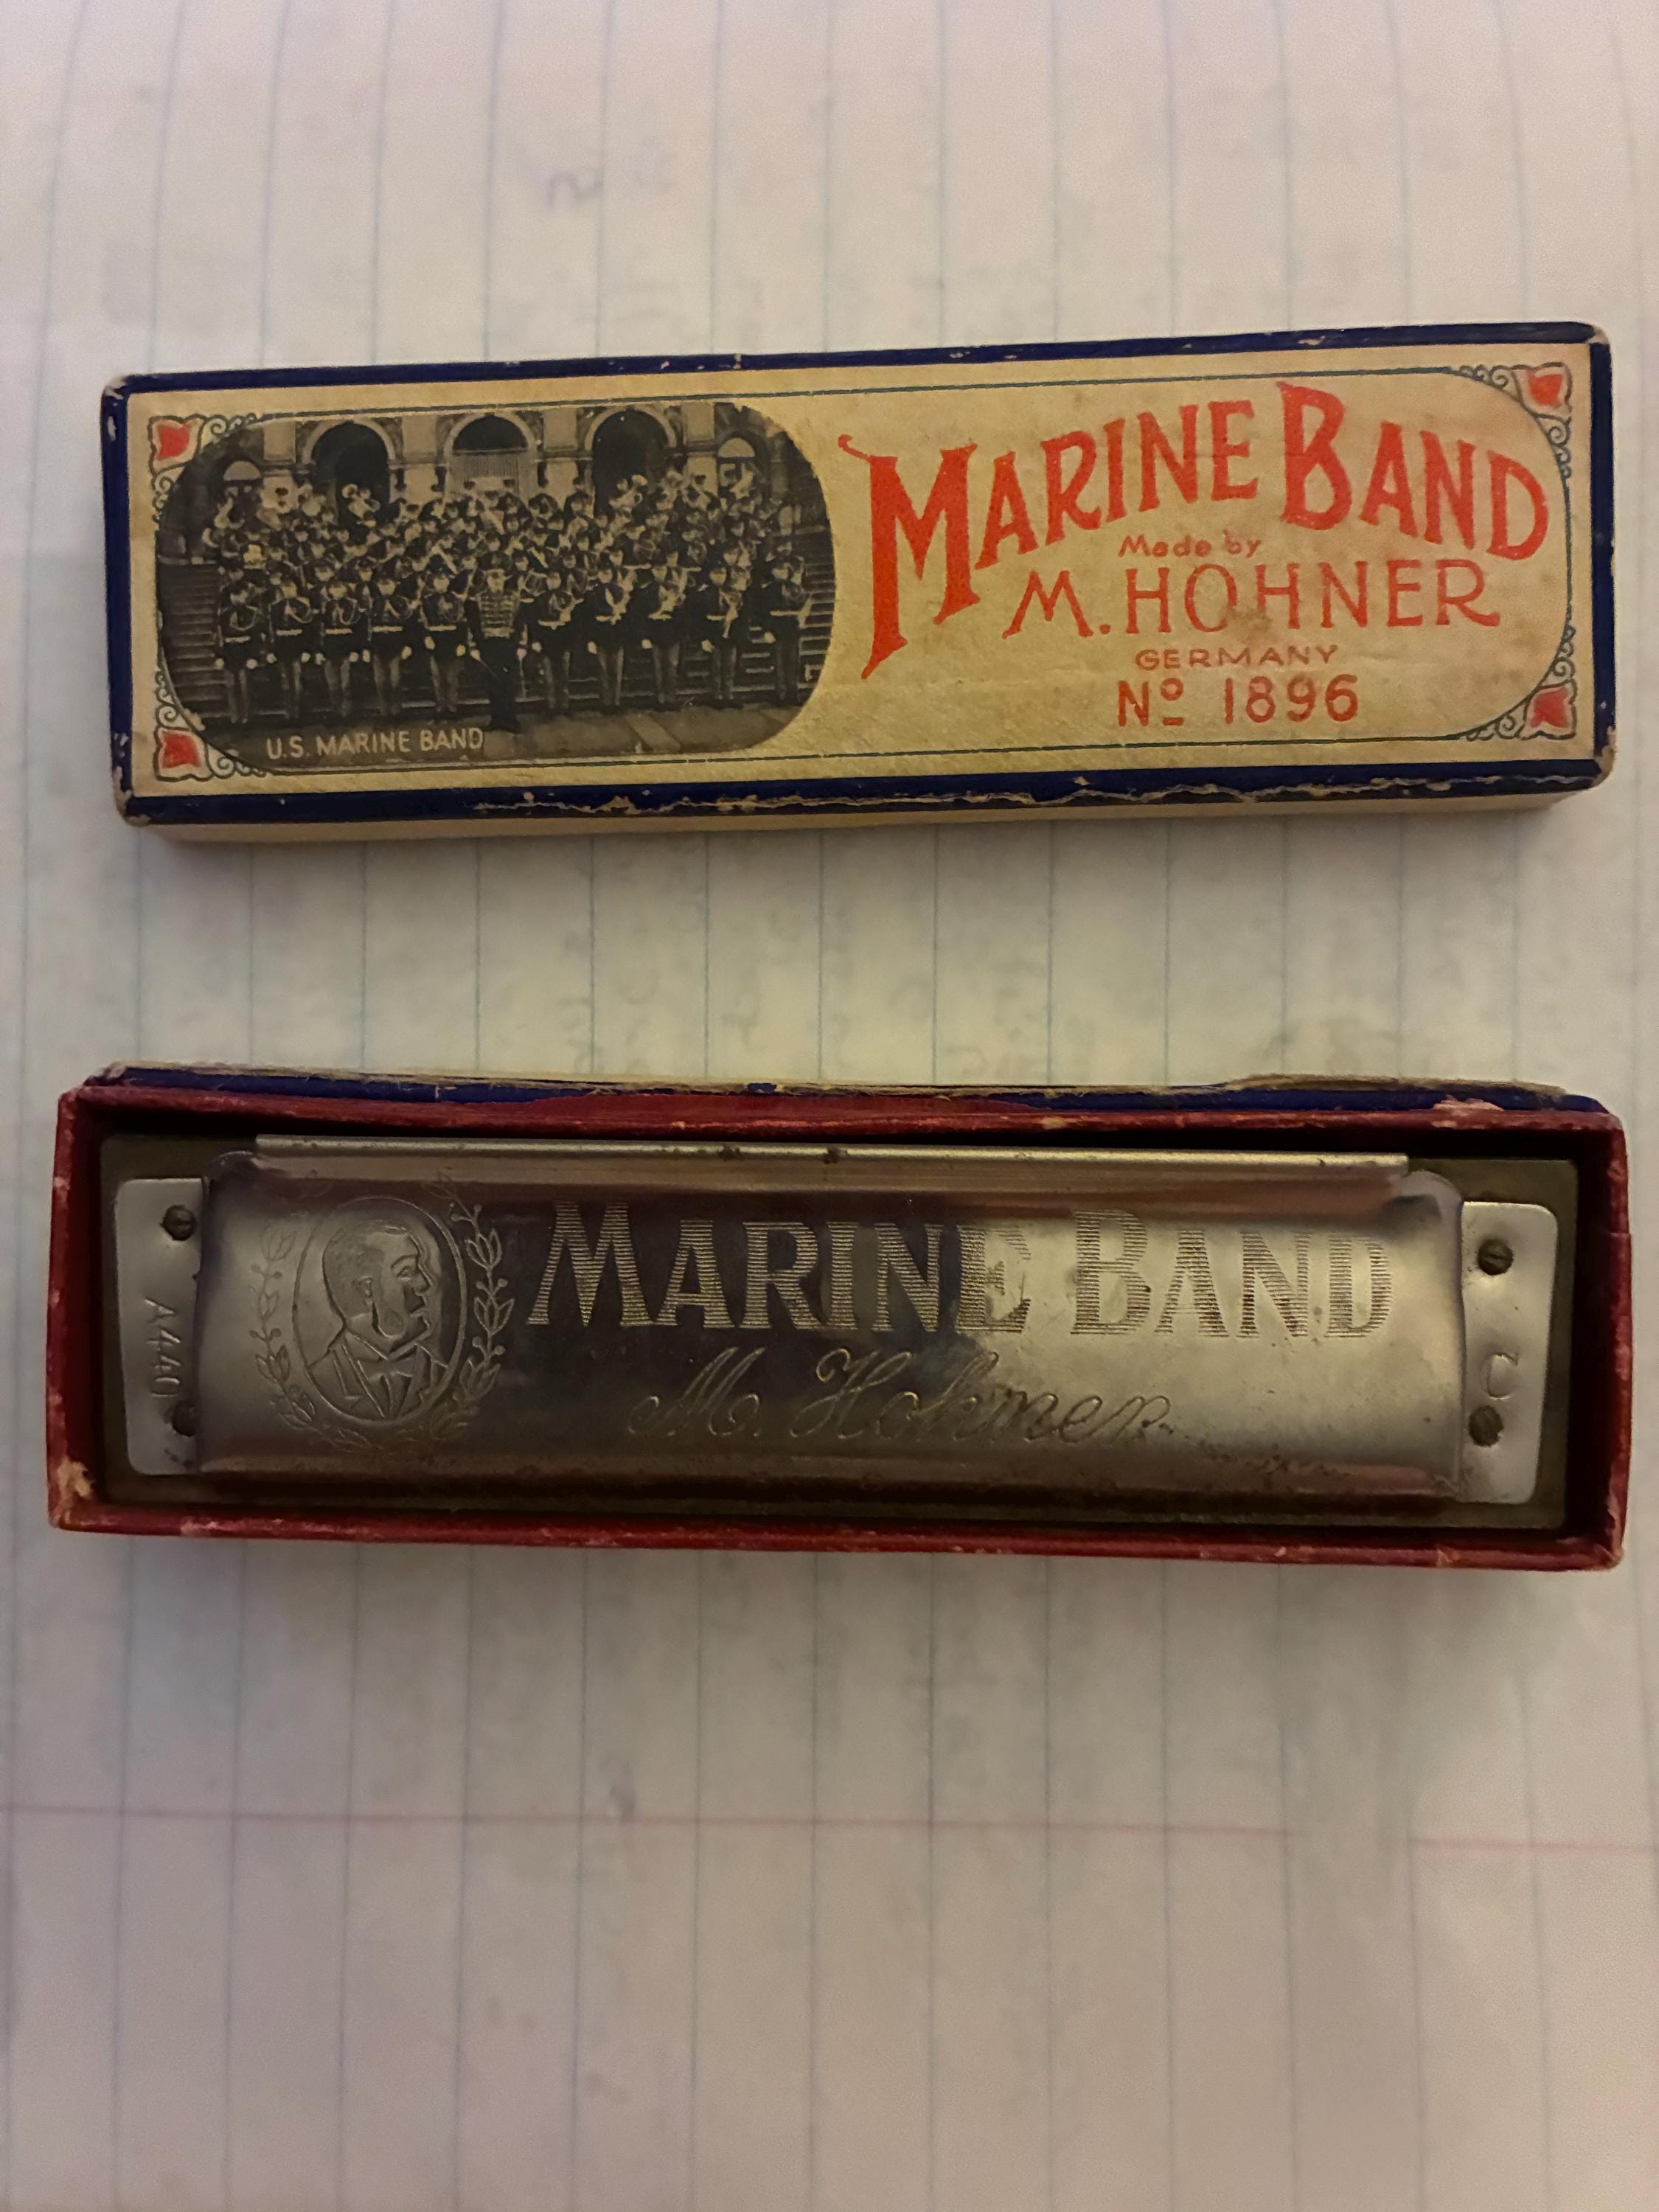 MARINE BAND
Made by
M. HOHNER
GERMANY
Nº 1896
U.S. MARINE BAND
MARINE BAND
M. Hohner
A440
C